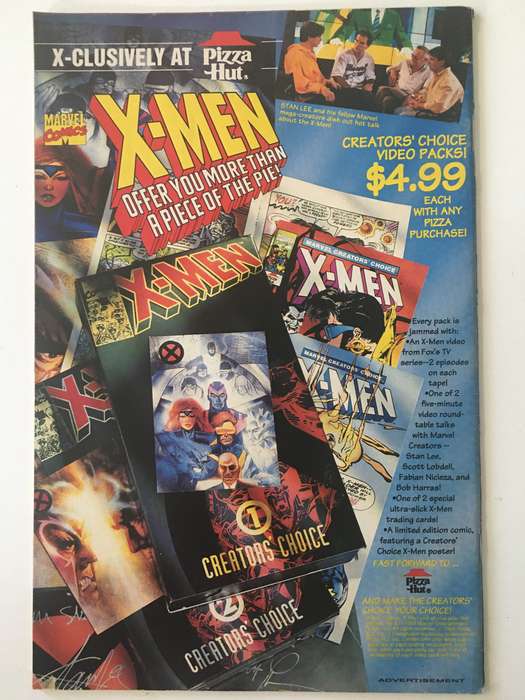 X-CLUSIVELY AT Pizza Hut®
MARVEL COMICS
X-MEN
OFFER YOU MORE THAN
A PIECE OF THE PIE!
STAN LEE and his fellow Marvel
mega-creators dish out hot talk
about the X-Men!
CREATORS' CHOICE
VIDEO PACKS!
$4.99
EACH
WITH ANY
PIZZA
PURCHASE!
YOU?
MARVEL CREATORS' CHOICE
X-MEN
MARVEL CREATORS' CHOICE
X-MEN
X-MEN
1
CREATORS' CHOICE
2
CREATORS' CHOICE
Every pack is
jammed with:
•An X-Men video
from Fox's TV
series--2 episodes
on each
tape!
•One of 2
five-minute
video round-
table talks
with Marvel
Creators --
Stan Lee,
Scott Lobdell,
Fabian Nicieza, and
Bob Harras!
•One of 2 special
ultra-slick X-Men
trading cards!
•A limited edition comic,
featuring a Creators'
Choice X-Men poster!
FAST FORWARD TO ...
Pizza Hut®
AND MAKE THE CREATORS'
CHOICE YOUR CHOICE!
ADVERTISEMENT